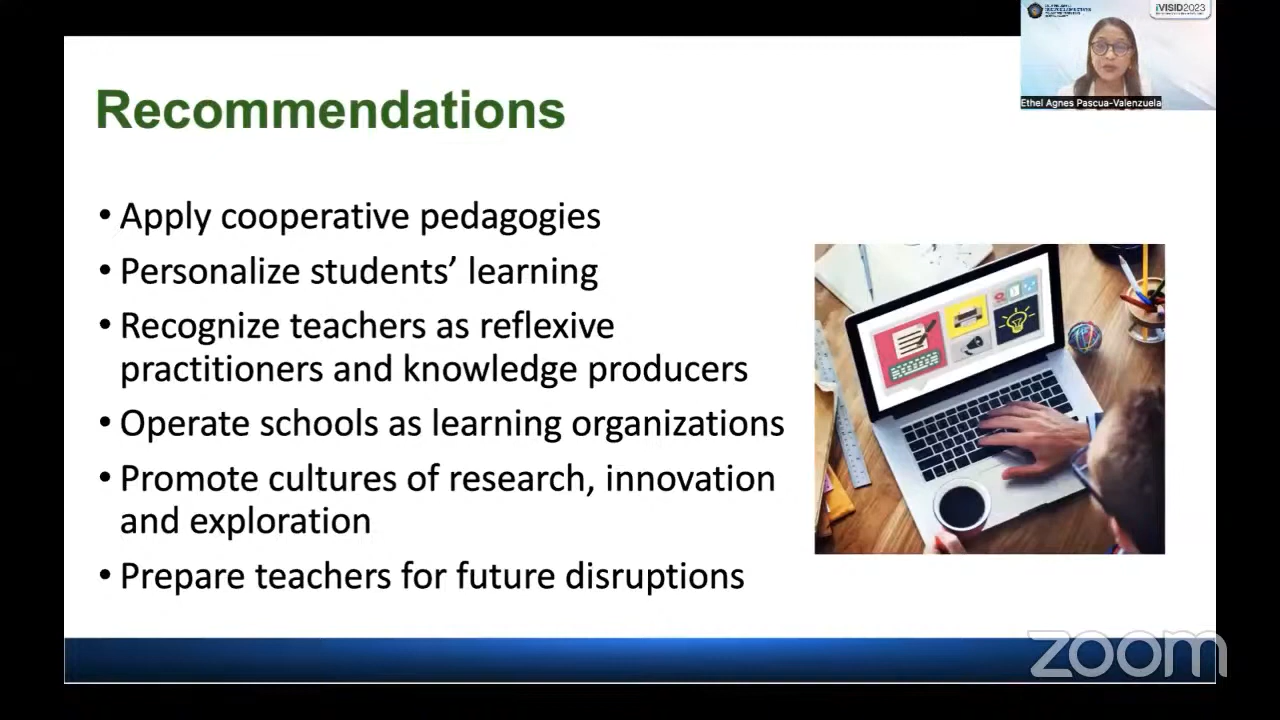 iVISID2023
Ethel Agnes Pascua-Valenzuela
Recommendations
• Apply cooperative pedagogies
• Personalize students’ learning
• Recognize teachers as reflexive
practitioners and knowledge producers
• Operate schools as learning organizations
• Promote cultures of research, innovation
and exploration
• Prepare teachers for future disruptions
zoom